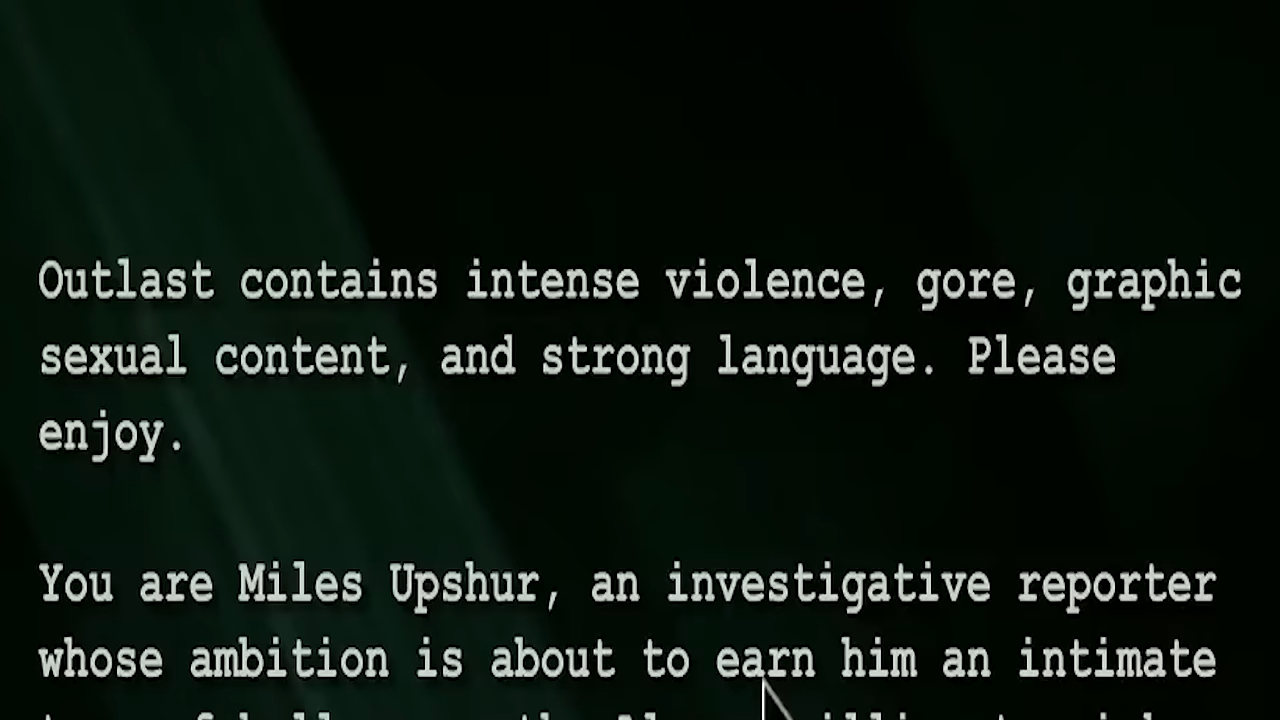 Outlast contains intense violence, gore, graphic
sexual content, and strong language. Please
enjoy.
You are Miles Upshur, an investigative reporter
whose ambition is about to earn him an intimate